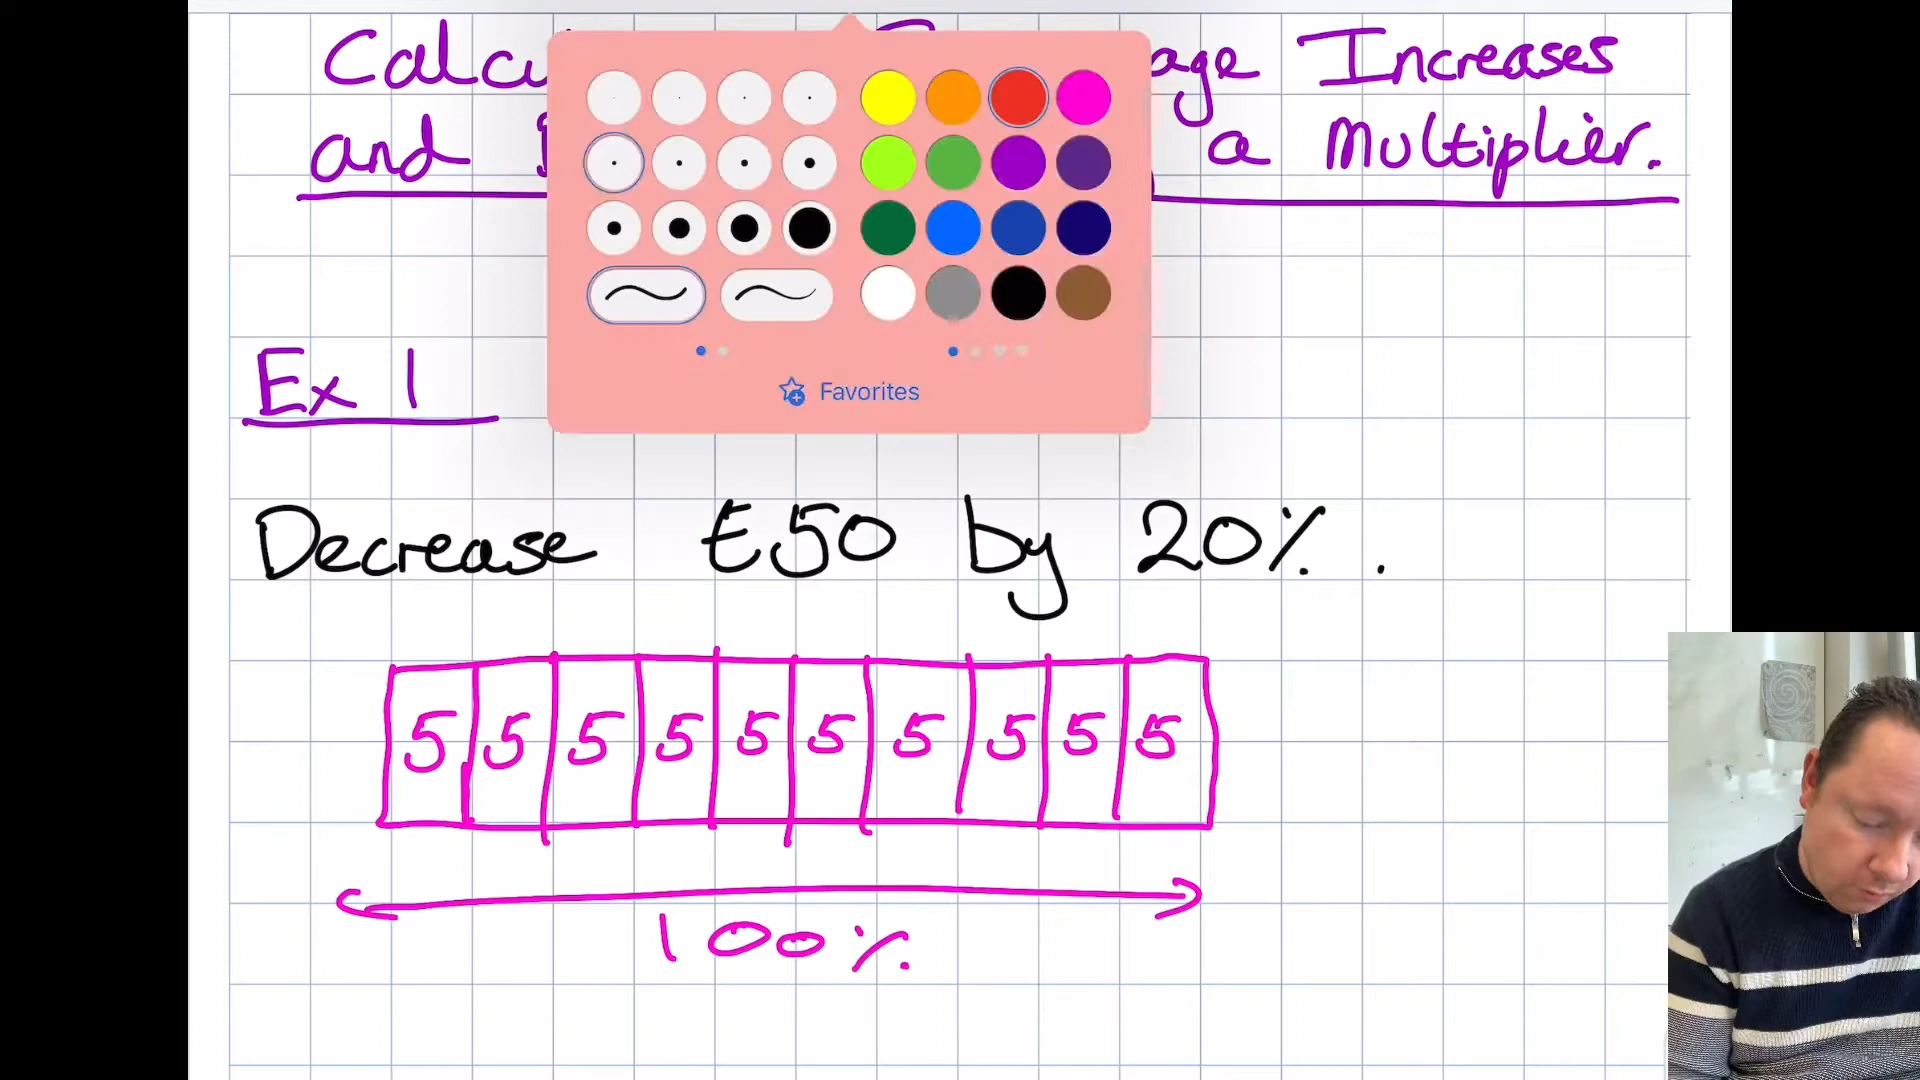 Calcu age Increases
and a Multiplier.
Favorites
Ex 1
Decrease £50 by 20%.
5 5 5 5 5 5 5 5 5 5
100%